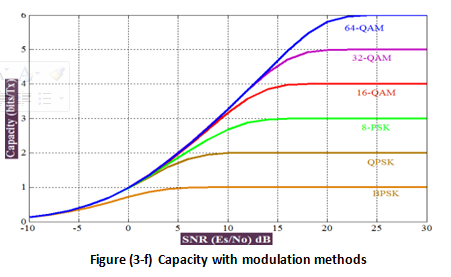 6
5
4
3
2
1
-10
-5
0
5
10
15
20
25
30
Capacity (bits/Tx)
64-QAM
32-QAM
16-QAM
8-PSK
QPSK
BPSK
SNR (Es/No) dB
Figure (3-f) Capacity with modulation methods